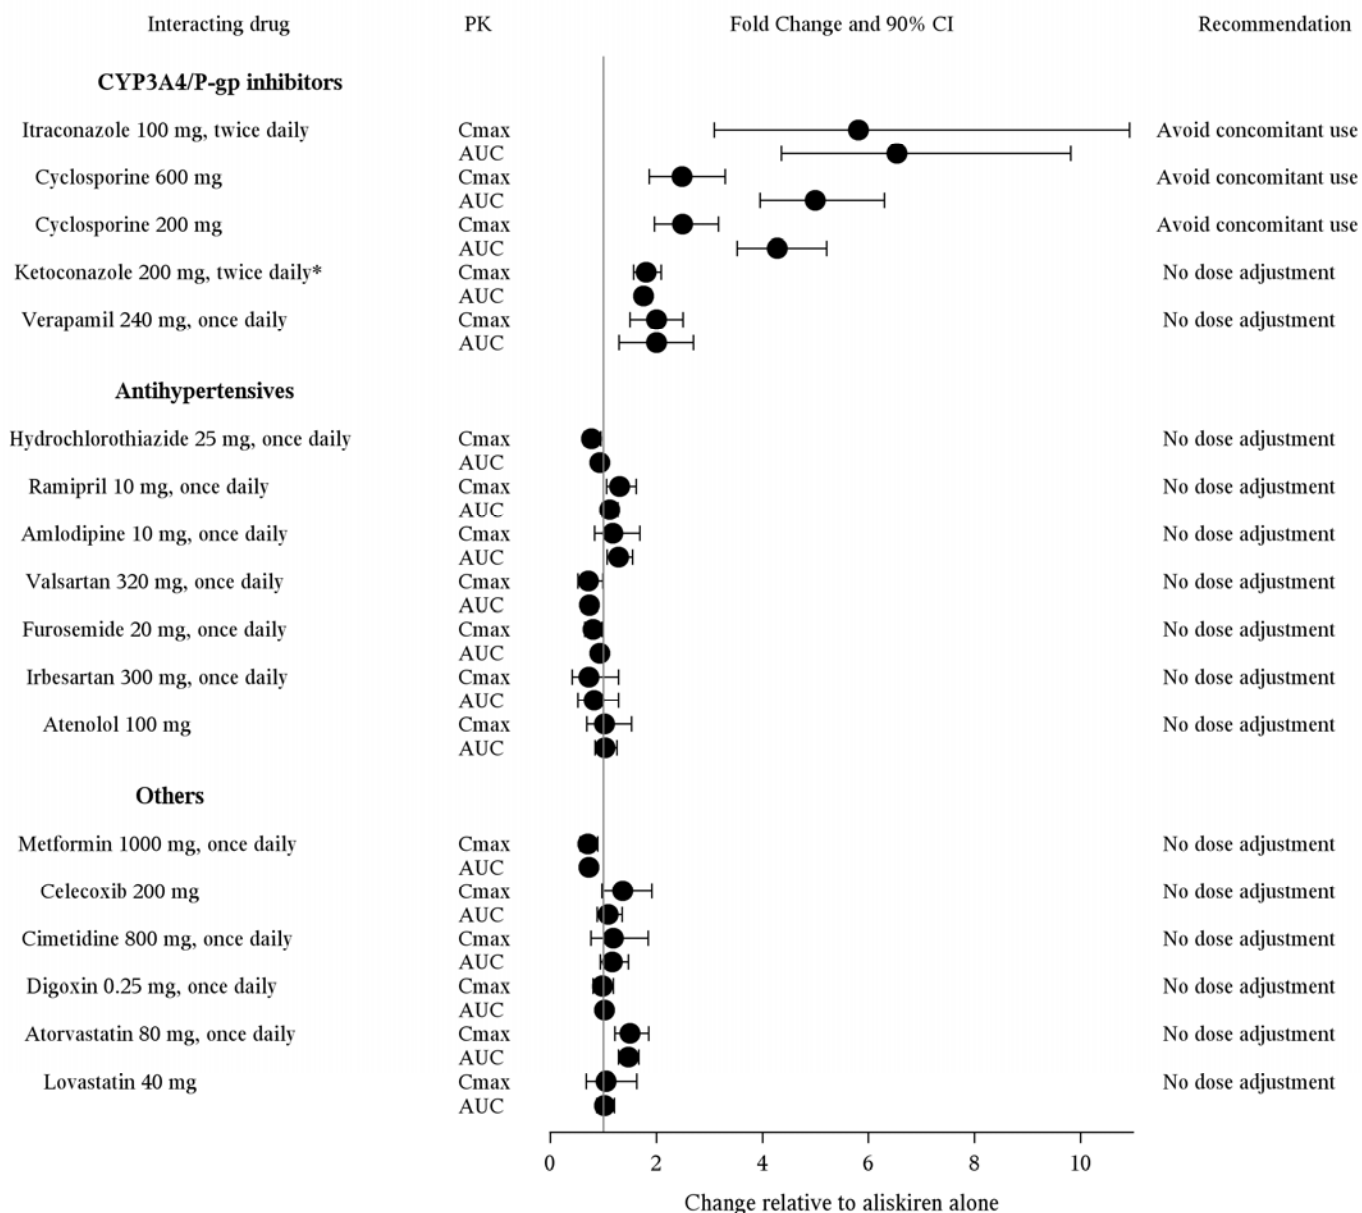 Interacting drug PK Fold Change and 90% CI Recommendation
CYP3A4/P-gp inhibitors
Itraconazole 100 mg, twice daily Cmax Avoid concomitant use
AUC
Cyclosporine 600 mg Cmax Avoid concomitant use
AUC
Cyclosporine 200 mg Cmax Avoid concomitant use
AUC
Ketoconazole 200 mg, twice daily* Cmax No dose adjustment
AUC
Verapamil 240 mg, once daily Cmax No dose adjustment
AUC
Antihypertensives
Hydrochlorothiazide 25 mg, once daily Cmax No dose adjustment
AUC
Ramipril 10 mg, once daily Cmax No dose adjustment
AUC
Amlodipine 10 mg, once daily Cmax No dose adjustment
AUC
Valsartan 320 mg, once daily Cmax No dose adjustment
AUC
Furosemide 20 mg, once daily Cmax No dose adjustment
AUC
Irbesartan 300 mg, once daily Cmax No dose adjustment
AUC
Atenolol 100 mg Cmax No dose adjustment
AUC
Others
Metformin 1000 mg, once daily Cmax No dose adjustment
AUC
Celecoxib 200 mg Cmax No dose adjustment
AUC
Cimetidine 800 mg, once daily Cmax No dose adjustment
AUC
Digoxin 0.25 mg, once daily Cmax No dose adjustment
AUC
Atorvastatin 80 mg, once daily Cmax No dose adjustment
AUC
Lovastatin 40 mg Cmax No dose adjustment
AUC
0 2 4 6 8 10
Change relative to aliskiren alone